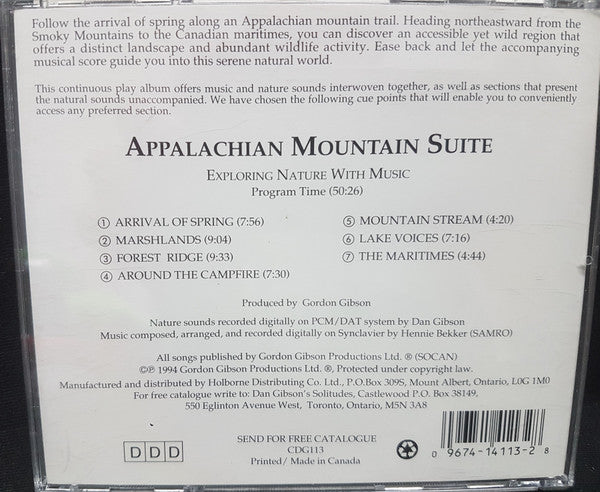 Follow the arrival of spring along an Appalachian mountain trail. Heading northeastward from the
Smoky Mountains to the Canadian maritimes, you can discover an accessible yet wild region that
offers a distinct landscape and abundant wildlife activity. Ease back and let the accompanying
musical score guide you into this serene natural world.
This continuous play album offers music and nature sounds interwoven together, as well as sections that present
the natural sounds unaccompanied. We have chosen the following cue points that will enable you to conveniently
access any preferred section.
APPALACHIAN MOUNTAIN SUITE
EXPLORING NATURE WITH MUSIC
Program Time (50:26)
① ARRIVAL OF SPRING (7:56)
② MARSHLANDS (9:04)
③ FOREST RIDGE (9:33)
④ AROUND THE CAMPFIRE (7:30)
⑤ MOUNTAIN STREAM (4:20)
⑥ LAKE VOICES (7:16)
⑦ THE MARITIMES (4:44)
Produced by Gordon Gibson
Nature sounds recorded digitally on PCM/DAT system by Dan Gibson
Music composed, arranged, and recorded digitally on Synclavier by Hennie Bekker (SAMRO)
All songs published by Gordon Gibson Productions Ltd. ® (SOCAN)
©℗ 1994 Gordon Gibson Productions Ltd. ®, Protected under copyright law.
Manufactured and distributed by Holborne Distributing Co. Ltd., P.O. Box 309S, Mount Albert, Ontario, L0G 1M0
For free catalogue write to: Dan Gibson's Solitudes, Castlewood P.O. Box 38149,
550 Eglinton Avenue West, Toronto, Ontario, M5N 3A8
DDD
SEND FOR FREE CATALOGUE
CDG113
Printed/ Made in Canada
0 9674-14113-2 8